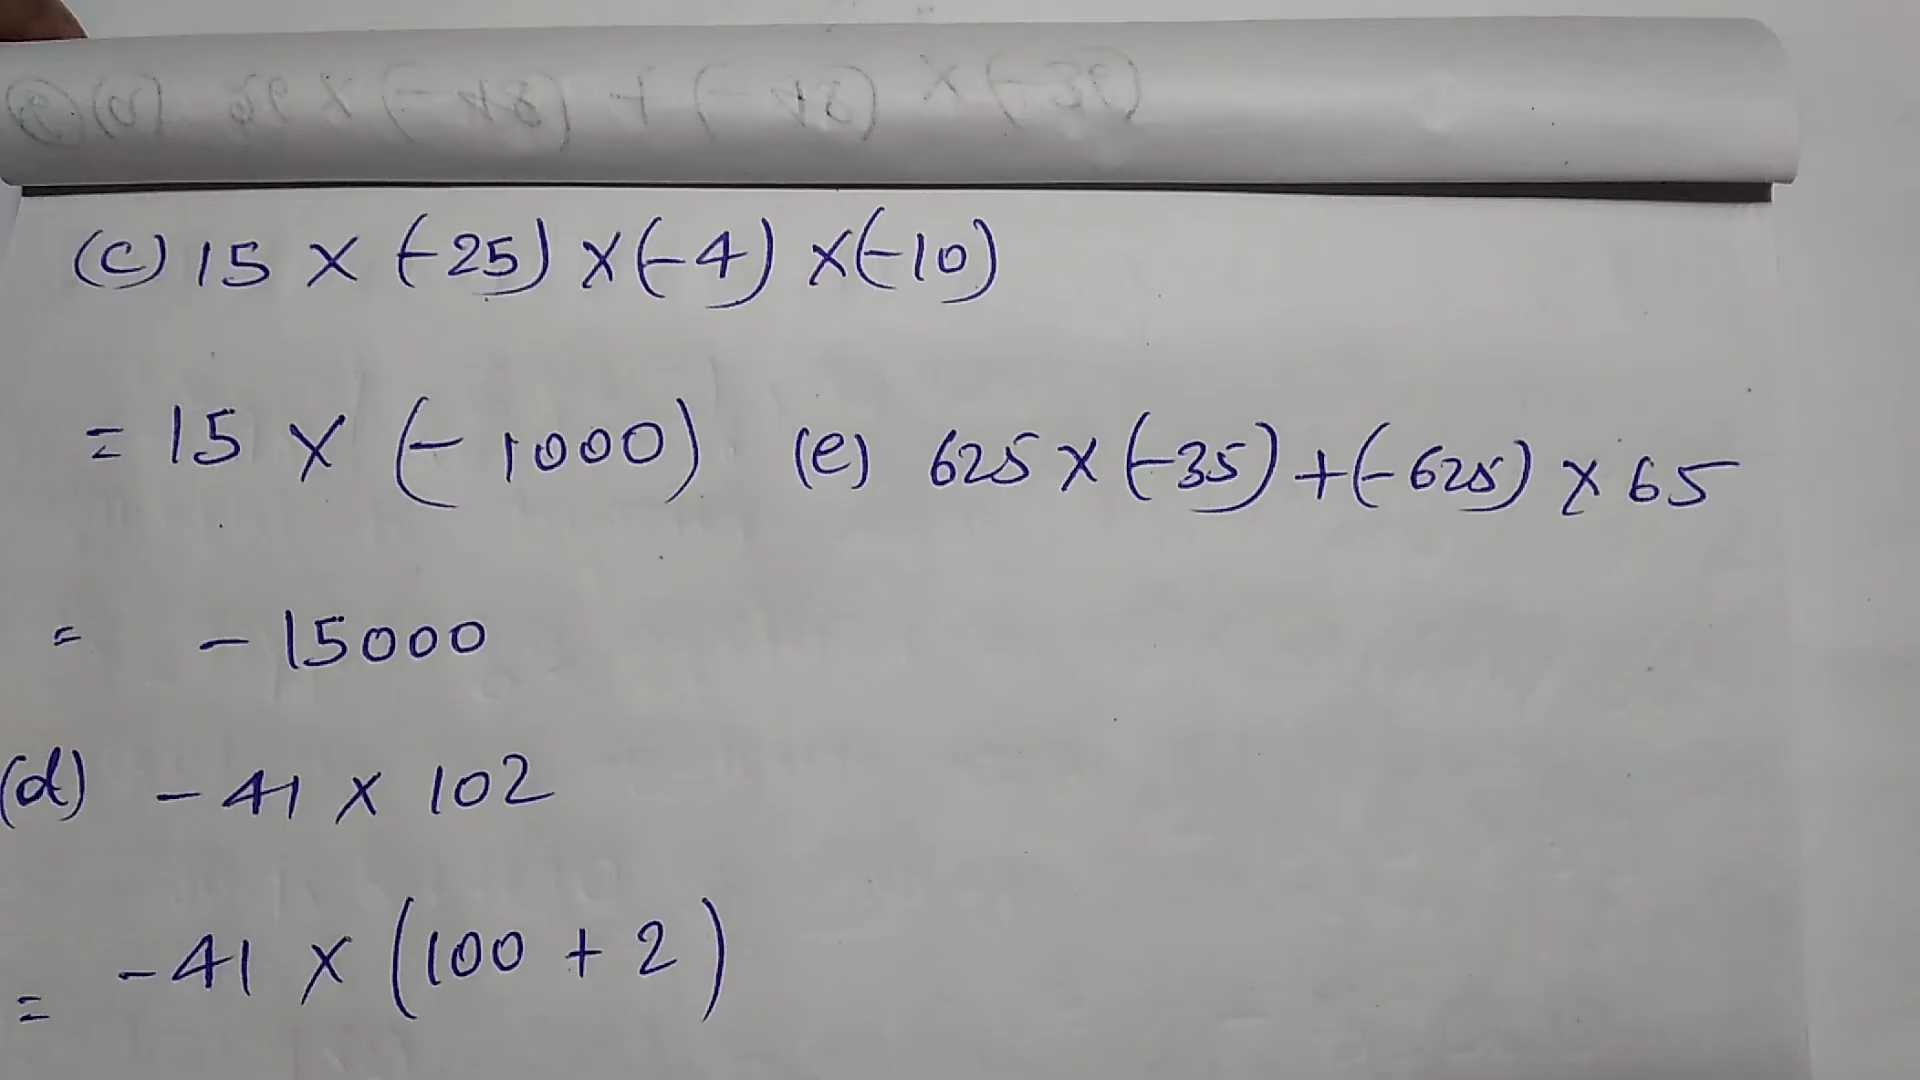 (c) 15 × (-25) × (-4) × (-10)
= 15 × (- 1000)
= - 15000
(d) - 41 × 102
= - 41 × (100 + 2)
(e) 625 × (-35) + (-625) × 65